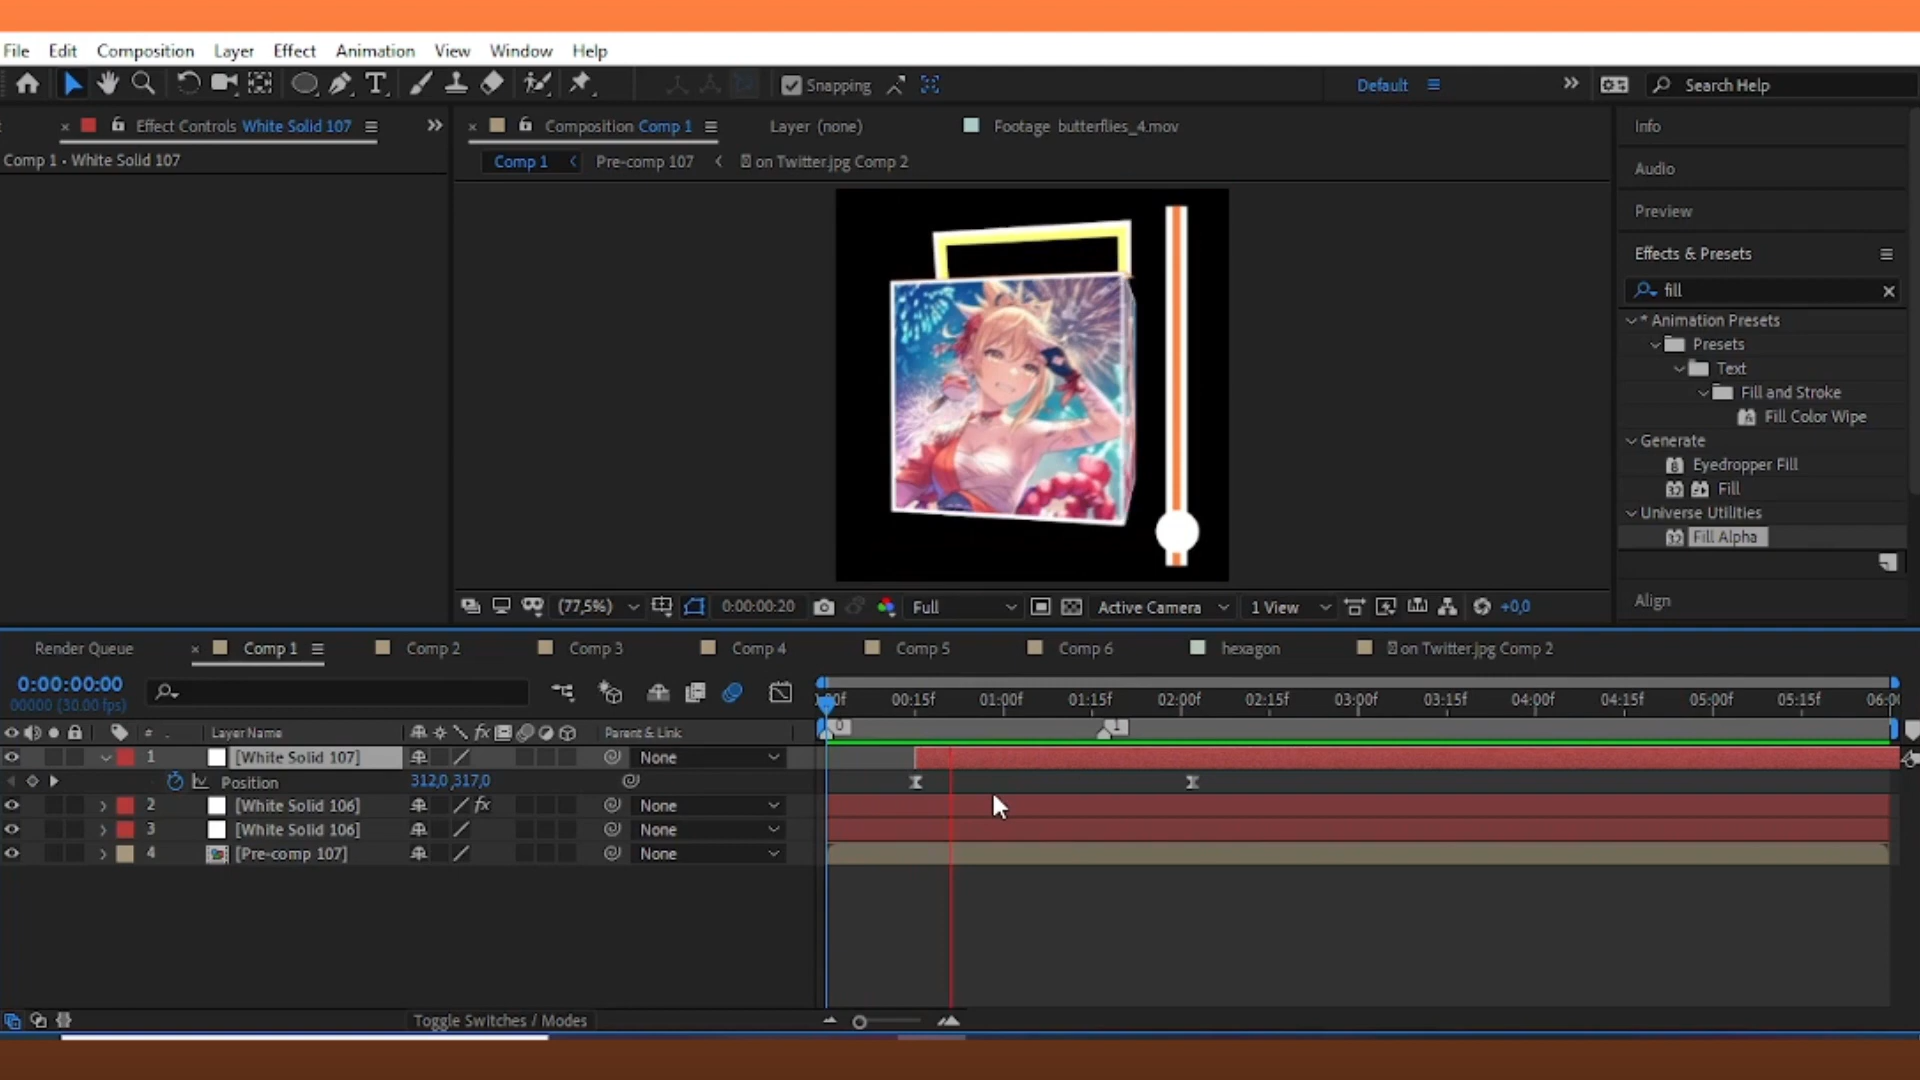 File Edit Composition Layer Effect Animation View Window Help
Snapping Default Search Help
Effect Controls White Solid 107 Composition Comp 1 Layer (none) Footage butterflies_4.mov Info
Comp 1 • White Solid 107 Comp 1 Pre-comp 107 on Twitter.jpg Comp 2
Audio
Preview
Effects & Presets
fill
* Animation Presets
Presets
Text
Fill and Stroke
Fill Color Wipe
Generate
Eyedropper Fill
Fill
Universe Utilities
Fill Alpha
Align
(77,5%) 0:00:00:20 Full Active Camera 1 View +0,0
Render Queue Comp 1 Comp 2 Comp 3 Comp 4 Comp 5 Comp 6 hexagon on Twitter.jpg Comp 2
0:00:00:00
00000 (30.00 fps)
00:15f 01:00f 01:15f 02:00f 02:15f 03:00f 03:15f 04:00f 04:15f 05:00f 05:15f
# Layer Name fx Parent & Link
1 [White Solid 107] None
Position 312,0,317,0
2 [White Solid 106] fx None
3 [White Solid 106] None
4 [Pre-comp 107] None
Toggle Switches / Modes